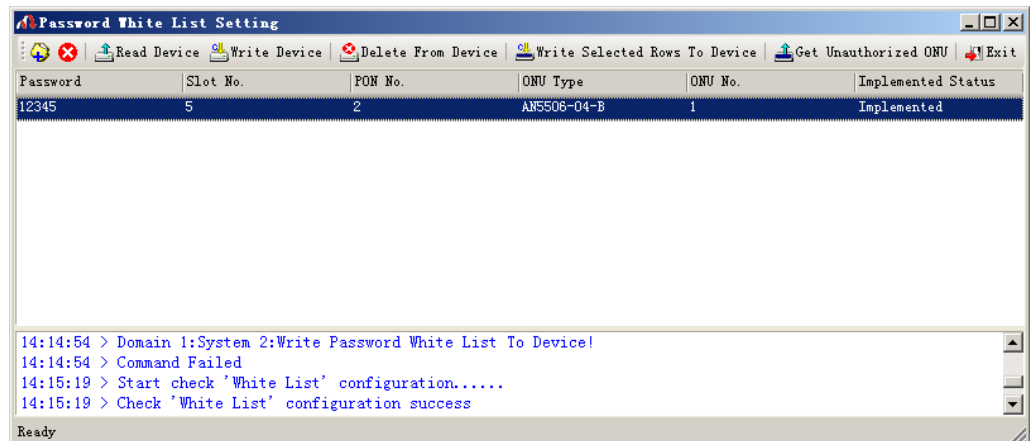 Password White List Setting
Read Device Write Device Delete From Device Write Selected Rows To Device Get Unauthorized ONU Exit
Password Slot No. PON No. ONU Type ONU No. Implemented Status
12345 5 2 AN5506-04-B 1 Implemented
14:14:54 > Domain 1:System 2:Write Password White List To Device!
14:14:54 > Command Failed
14:15:19 > Start check 'White List' configuration......
14:15:19 > Check 'White List' configuration success
Ready